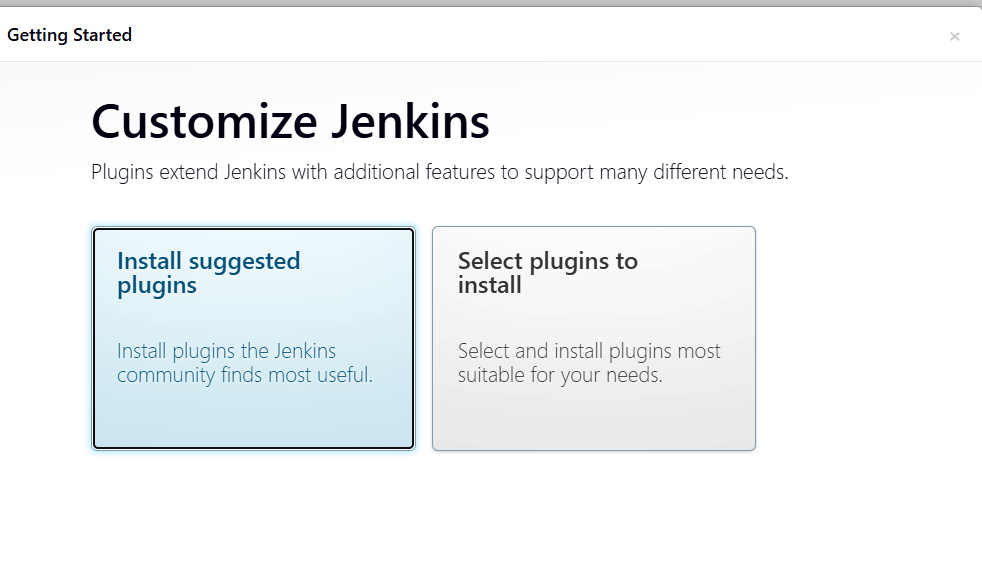 Getting Started
×
Customize Jenkins
Plugins extend Jenkins with additional features to support many different needs.
Install suggested
plugins
Install plugins the Jenkins
community finds most useful.
Select plugins to
install
Select and install plugins most
suitable for your needs.